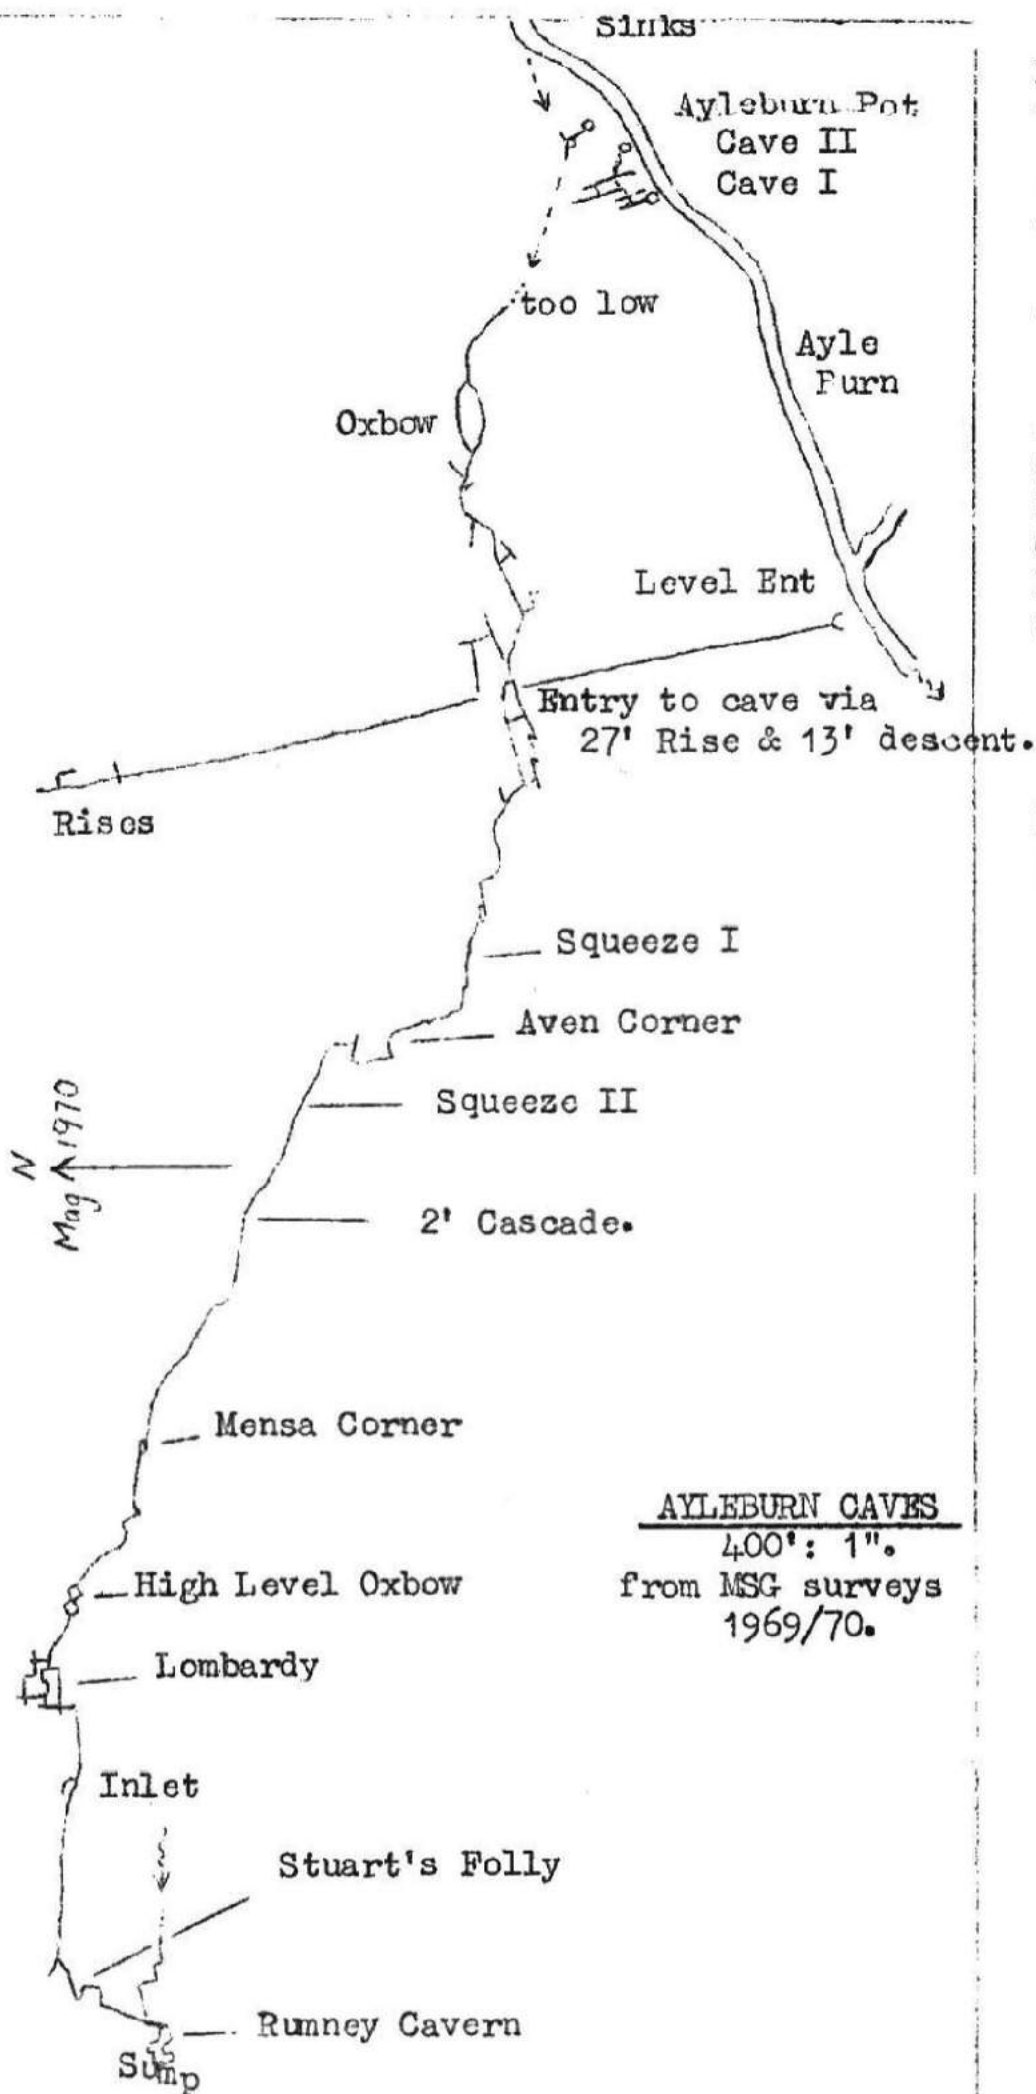 Sinks
Ayleburn Pot
Cave II
Cave I
too low
Ayle
Burn
Oxbow
Level Ent
Entry to cave via
27' Rise & 13' descent.
Rises
Squeeze I
Aven Corner
Squeeze II
N
Mag 1970
2' Cascade.
Mensa Corner
AYLEBURN CAVES
400': 1".
from MSG surveys
1969/70.
High Level Oxbow
Lombardy
Inlet
Stuart's Folly
Rumney Cavern
Sump